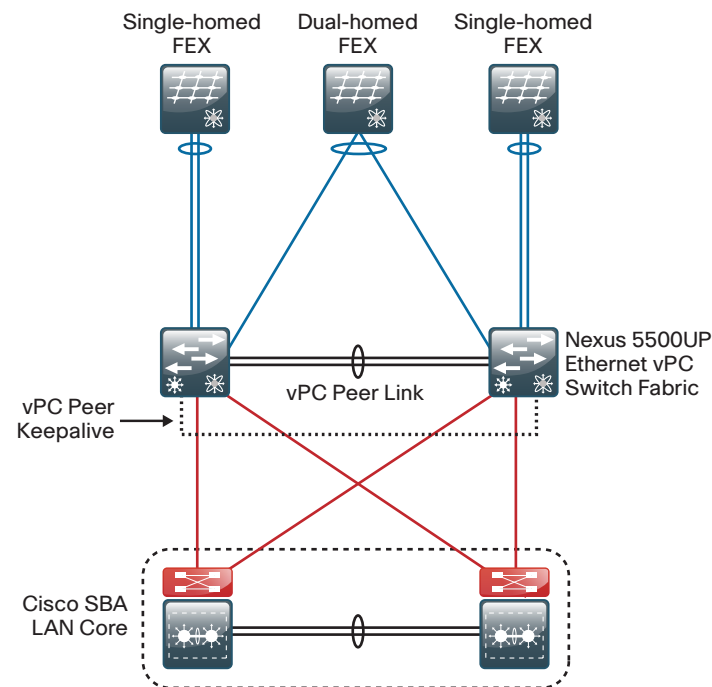 Single-homed
FEX
Dual-homed
FEX
Single-homed
FEX
Nexus 5500UP
Ethernet vPC
Switch Fabric
vPC Peer Link
vPC Peer
Keepalive
Cisco SBA
LAN Core